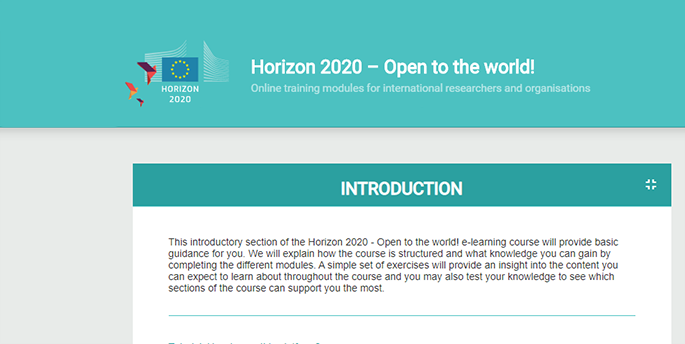 Horizon 2020 – Open to the world!
Online training modules for international researchers and organisations
HORIZON
2020
INTRODUCTION
This introductory section of the Horizon 2020 - Open to the world! e-learning course will provide basic
guidance for you. We will explain how the course is structured and what knowledge you can gain by
completing the different modules. A simple set of exercises will provide an insight into the content you
can expect to learn about throughout the course and you may also test your knowledge to see which
sections of the course can support you the most.